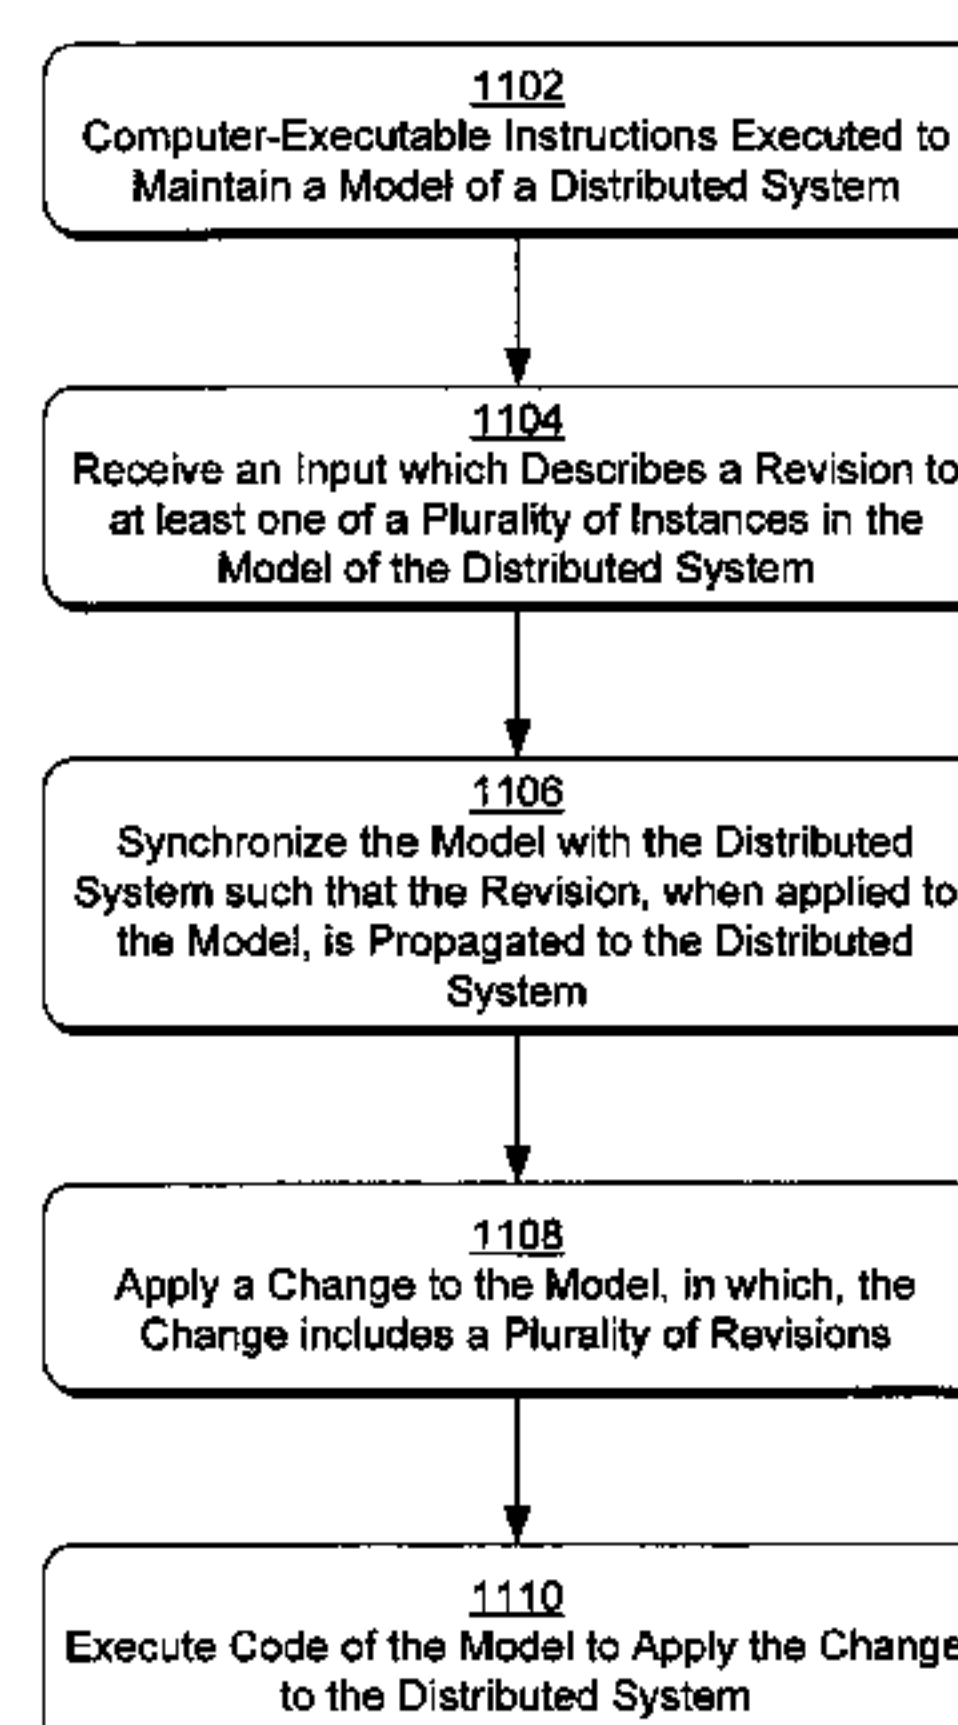 1102
Computer-Executable Instructions Executed to
Maintain a Model of a Distributed System
1104
Receive an Input which Describes a Revision to
at least one of a Plurality of Instances in the
Model of the Distributed System
1106
Synchronize the Model with the Distributed
System such that the Revision, when applied to
the Model, is Propagated to the Distributed
System
1108
Apply a Change to the Model, in which, the
Change includes a Plurality of Revisions
1110
Execute Code of the Model to Apply the Change
to the Distributed System